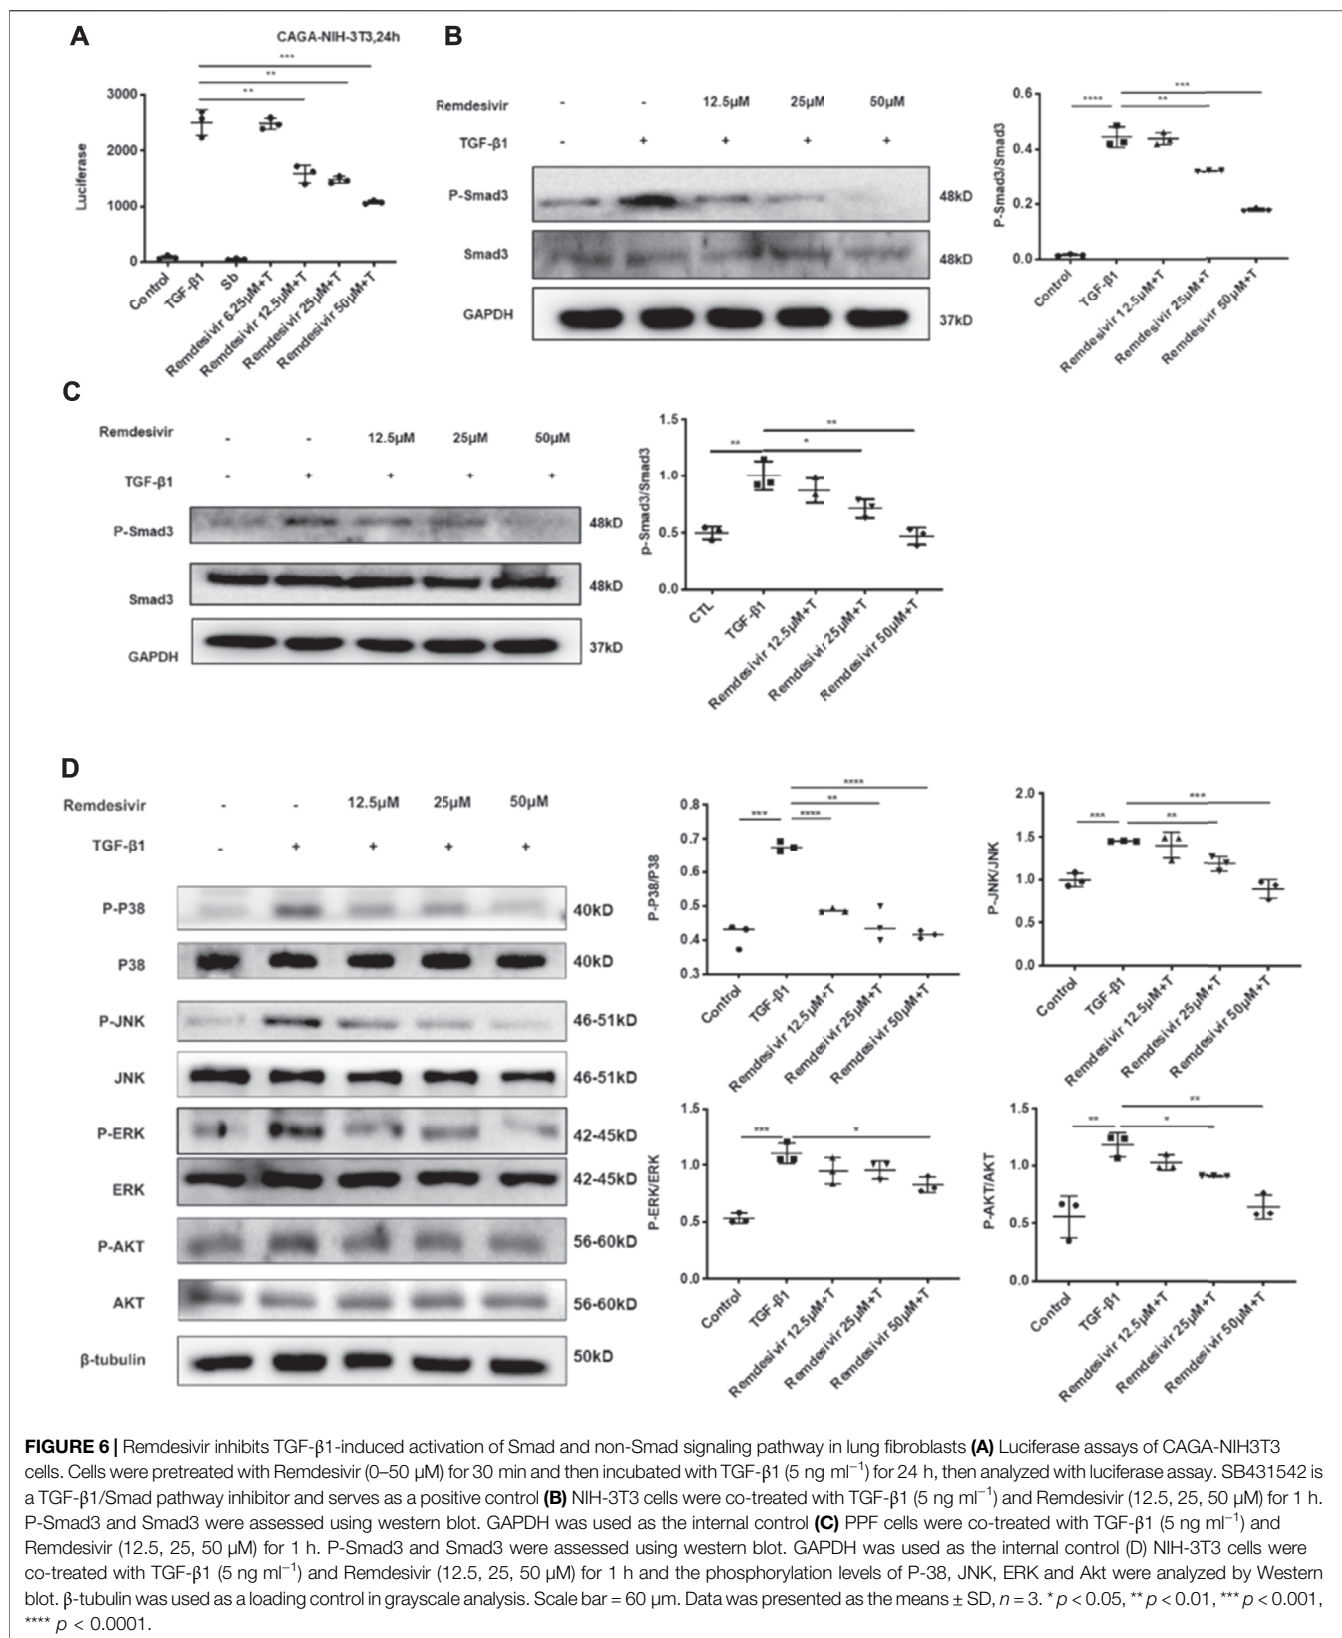 A
CAGA-NIH-3T3,24h
***
**
**
3000
2000
1000
0
Luciferase
Control
TGF-β1
Sb
Remdesivir 6.25μM+T
Remdesivir 12.5μM+T
Remdesivir 25μM+T
Remdesivir 50μM+T
B
Remdesivir - - 12.5μM 25μM 50μM
TGF-β1 - + + + +
P-Smad3 48kD
Smad3 48kD
GAPDH 37kD
***
**** **
0.6
0.4
0.2
0.0
P-Smad3/Smad3
Control
TGF-β1
Remdesivir 12.5μM+T
Remdesivir 25μM+T
Remdesivir 50μM+T
C
Remdesivir - - 12.5μM 25μM 50μM
TGF-β1 - + + + +
P-Smad3 48kD
Smad3 48kD
GAPDH 37kD
**
** *
1.5
1.0
0.5
0.0
p-Smad3/Smad3
CTL
TGF-β1
Remdesivir 12.5μM+T
Remdesivir 25μM+T
Remdesivir 50μM+T
D
Remdesivir - - 12.5μM 25μM 50μM
TGF-β1 - + + + +
P-P38 40kD
P38 40kD
P-JNK 46-51kD
JNK 46-51kD
P-ERK 42-45kD
ERK 42-45kD
P-AKT 56-60kD
AKT 56-60kD
β-tubulin 50kD
****
**
*** ****
0.8
0.7
0.6
0.5
0.4
0.3
P-P38/P38
Control
TGF-β1
Remdesivir 12.5μM+T
Remdesivir 25μM+T
Remdesivir 50μM+T
***
*** **
2.0
1.5
1.0
0.5
0.0
P-JNK/JNK
Control
TGF-β1
Remdesivir 12.5μM+T
Remdesivir 25μM+T
Remdesivir 50μM+T
*** *
1.5
1.0
0.5
0.0
P-ERK/ERK
Control
TGF-β1
Remdesivir 12.5μM+T
Remdesivir 25μM+T
Remdesivir 50μM+T
**
** *
1.5
1.0
0.5
0.0
P-AKT/AKT
Control
TGF-β1
Remdesivir 12.5μM+T
Remdesivir 25μM+T
Remdesivir 50μM+T
FIGURE 6 | Remdesivir inhibits TGF-β1-induced activation of Smad and non-Smad signaling pathway in lung fibroblasts (A) Luciferase assays of CAGA-NIH3T3
cells. Cells were pretreated with Remdesivir (0–50 μM) for 30 min and then incubated with TGF-β1 (5 ng ml⁻¹) for 24 h, then analyzed with luciferase assay. SB431542 is
a TGF-β1/Smad pathway inhibitor and serves as a positive control (B) NIH-3T3 cells were co-treated with TGF-β1 (5 ng ml⁻¹) and Remdesivir (12.5, 25, 50 μM) for 1 h.
P-Smad3 and Smad3 were assessed using western blot. GAPDH was used as the internal control (C) PPF cells were co-treated with TGF-β1 (5 ng ml⁻¹) and
Remdesivir (12.5, 25, 50 μM) for 1 h. P-Smad3 and Smad3 were assessed using western blot. GAPDH was used as the internal control (D) NIH-3T3 cells were
co-treated with TGF-β1 (5 ng ml⁻¹) and Remdesivir (12.5, 25, 50 μM) for 1 h and the phosphorylation levels of P-38, JNK, ERK and Akt were analyzed by Western
blot. β-tubulin was used as a loading control in grayscale analysis. Scale bar = 60 μm. Data was presented as the means ± SD, n = 3. * p < 0.05, ** p < 0.01, *** p < 0.001,
**** p < 0.0001.